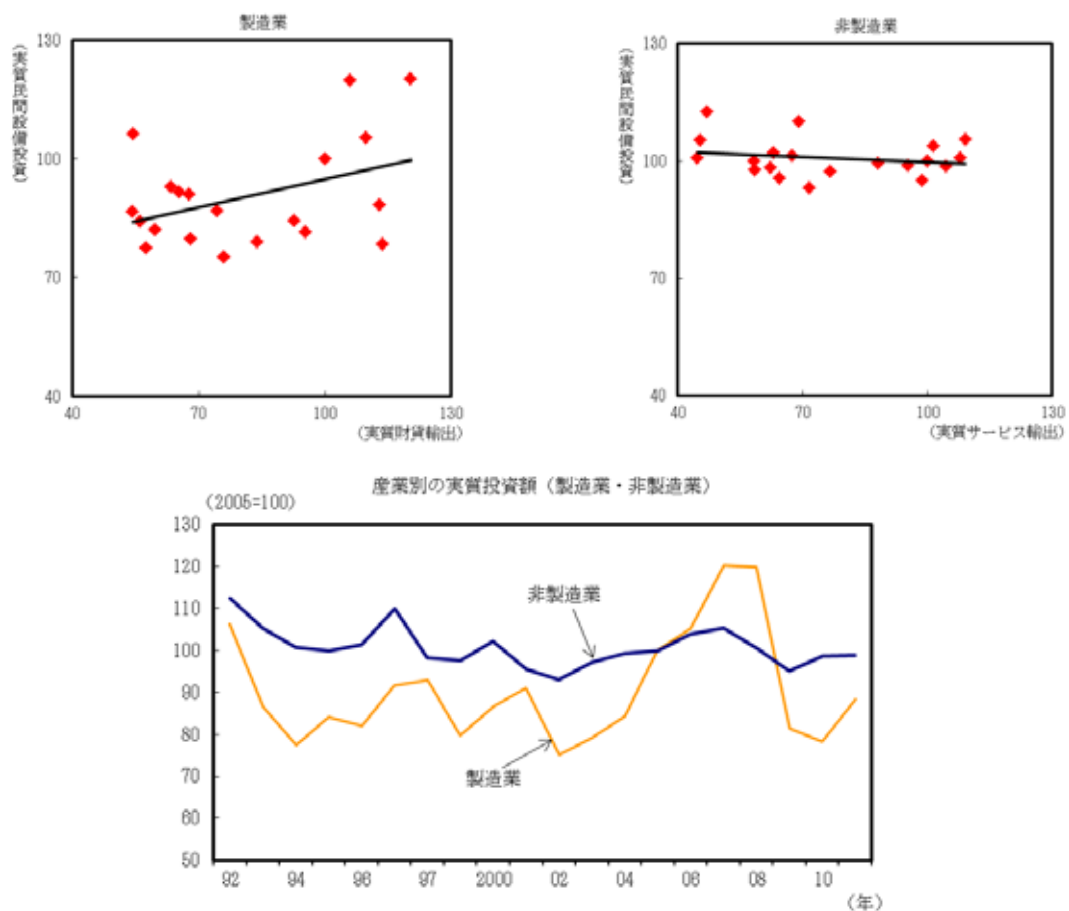 製造業
(実質民間設備投資)
130
100
70
40
40 70 100 130
(実質財貨輸出)
非製造業
(実質民間設備投資)
130
100
70
40
40 70 100 130
(実質サービス輸出)
産業別の実質投資額（製造業・非製造業）
(2005=100)
130
120
110
100
90
80
70
60
50
非製造業
製造業
92 94 96 97 2000 02 04 06 08 10
(年)